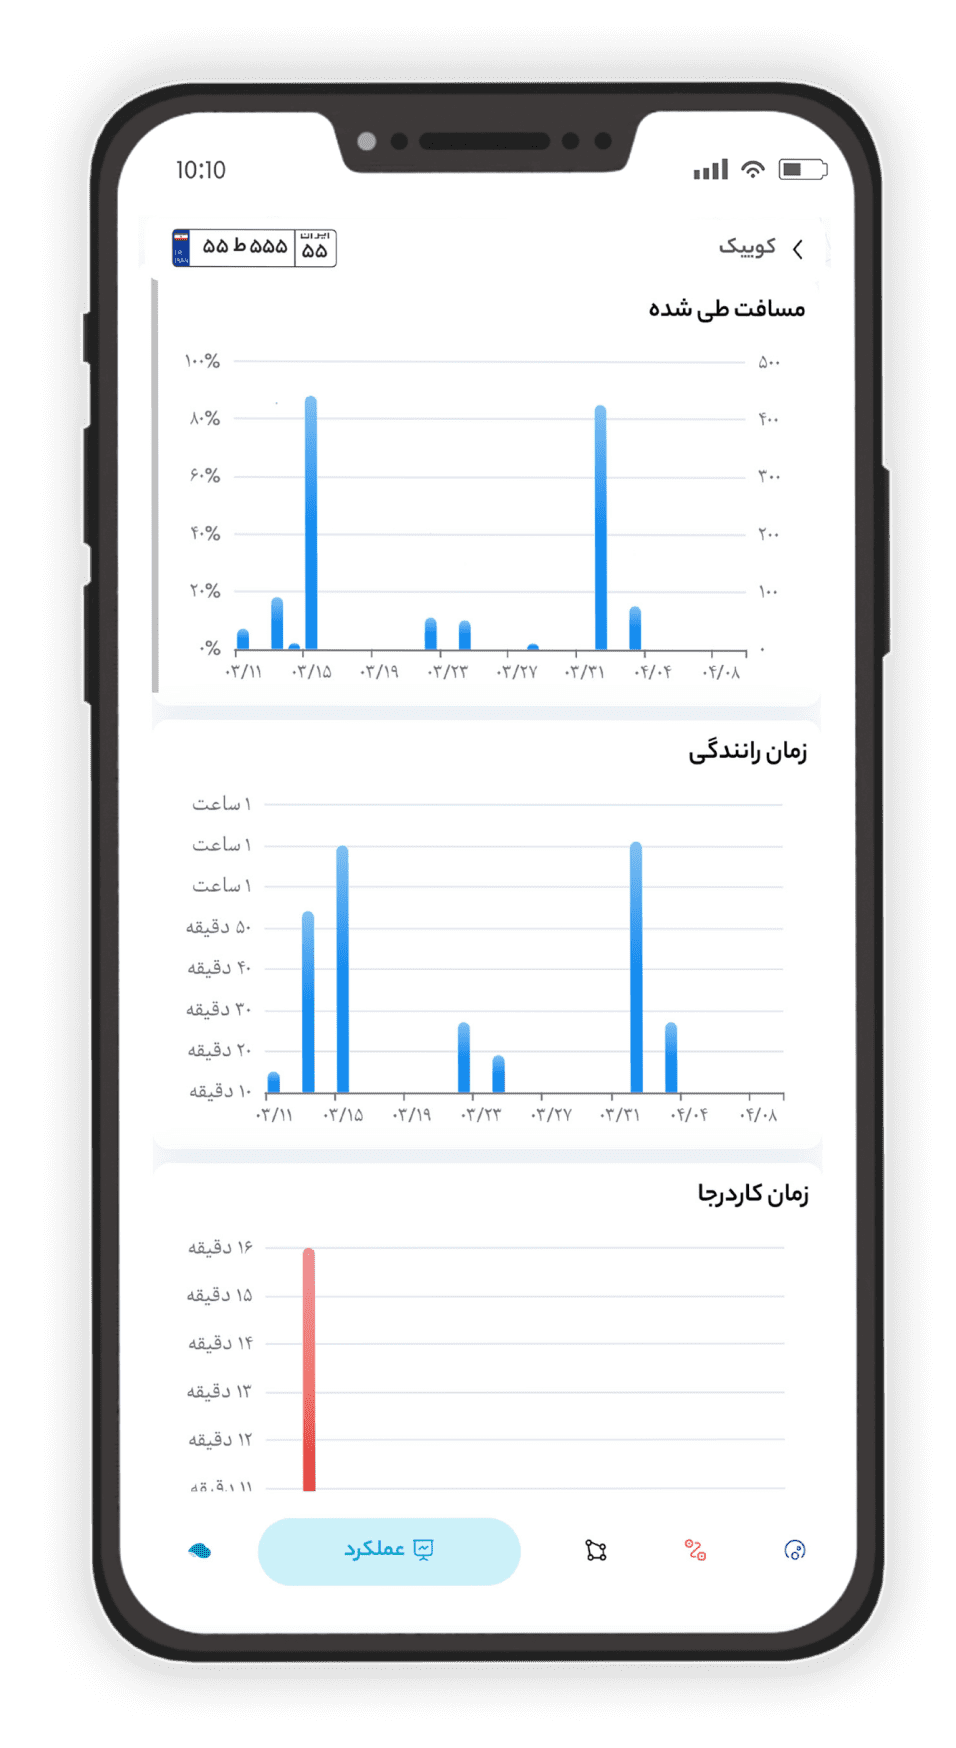 10:10
کوییک
ایران
۵۵ ۵۵۵ ط ۵۵
I.R.
IRAN
مسافت طی شده
۱۰۰% ۵۰۰
۸۰% ۴۰۰
۶۰% ۳۰۰
۴۰% ۲۰۰
۲۰% ۱۰۰
۰% ۰
۰۳/۱۱ ۰۳/۱۵ ۰۳/۱۹ ۰۳/۲۳ ۰۳/۲۷ ۰۳/۳۱ ۰۴/۰۴ ۰۴/۰۸
زمان رانندگی
۱ ساعت
۱ ساعت
۱ ساعت
۵۰ دقیقه
۴۰ دقیقه
۳۰ دقیقه
۲۰ دقیقه
۱۰ دقیقه
۰۳/۱۱ ۰۳/۱۵ ۰۳/۱۹ ۰۳/۲۳ ۰۳/۲۷ ۰۳/۳۱ ۰۴/۰۴ ۰۴/۰۸
زمان کاردرجا
۱۶ دقیقه
۱۵ دقیقه
۱۴ دقیقه
۱۳ دقیقه
۱۲ دقیقه
۱۱ دقیقه
عملکرد